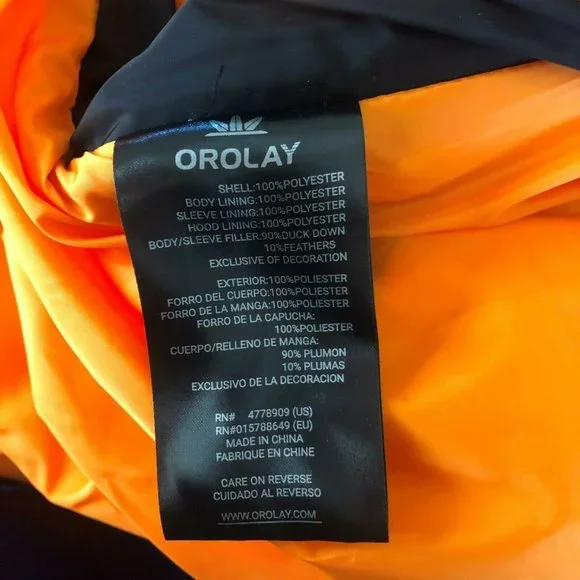 OROLAY
SHELL:100%POLYESTER
BODY LINING:100%POLYESTER
SLEEVE LINING:100%POLYESTER
HOOD LINING:100%POLYESTER
BODY/SLEEVE FILLER:90%DUCK DOWN
10%FEATHERS
EXCLUSIVE OF DECORATION
EXTERIOR:100%POLIESTER
FORRO DEL CUERPO:100%POLIESTER
FORRO DE LA MANGA:100%POLIESTER
FORRO DE LA CAPUCHA:
100%POLIESTER
CUERPO/RELLENO DE MANGA:
90% PLUMON
10% PLUMAS
EXCLUSIVO DE LA DECORACION
RN# 4778909 (US)
RN#015788649 (EU)
MADE IN CHINA
FABRIQUE EN CHINE
CARE ON REVERSE
CUIDADO AL REVERSO
WWW.OROLAY.COM